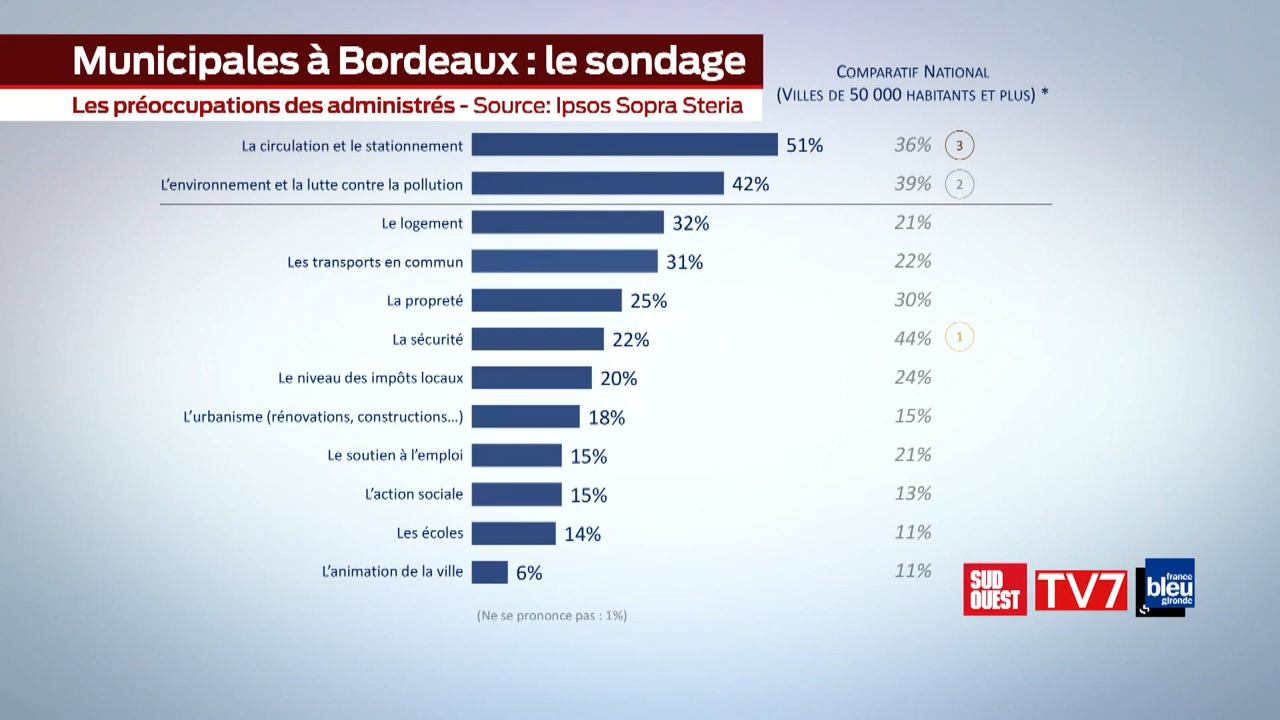 Municipales à Bordeaux : le sondage
Les préoccupations des administrés - Source: Ipsos Sopra Steria
COMPARATIF NATIONAL
(VILLES DE 50 000 HABITANTS ET PLUS) *
La circulation et le stationnement 51% 36% 3
L'environnement et la lutte contre la pollution 42% 39% 2
Le logement 32% 21%
Les transports en commun 31% 22%
La propreté 25% 30%
La sécurité 22% 44% 1
Le niveau des impôts locaux 20% 24%
L'urbanisme (rénovations, constructions...) 18% 15%
Le soutien à l'emploi 15% 21%
L'action sociale 15% 13%
Les écoles 14% 11%
L'animation de la ville 6% 11%
(Ne se prononce pas : 1%)
SUD
OUEST
TV7
france
bleu
gironde